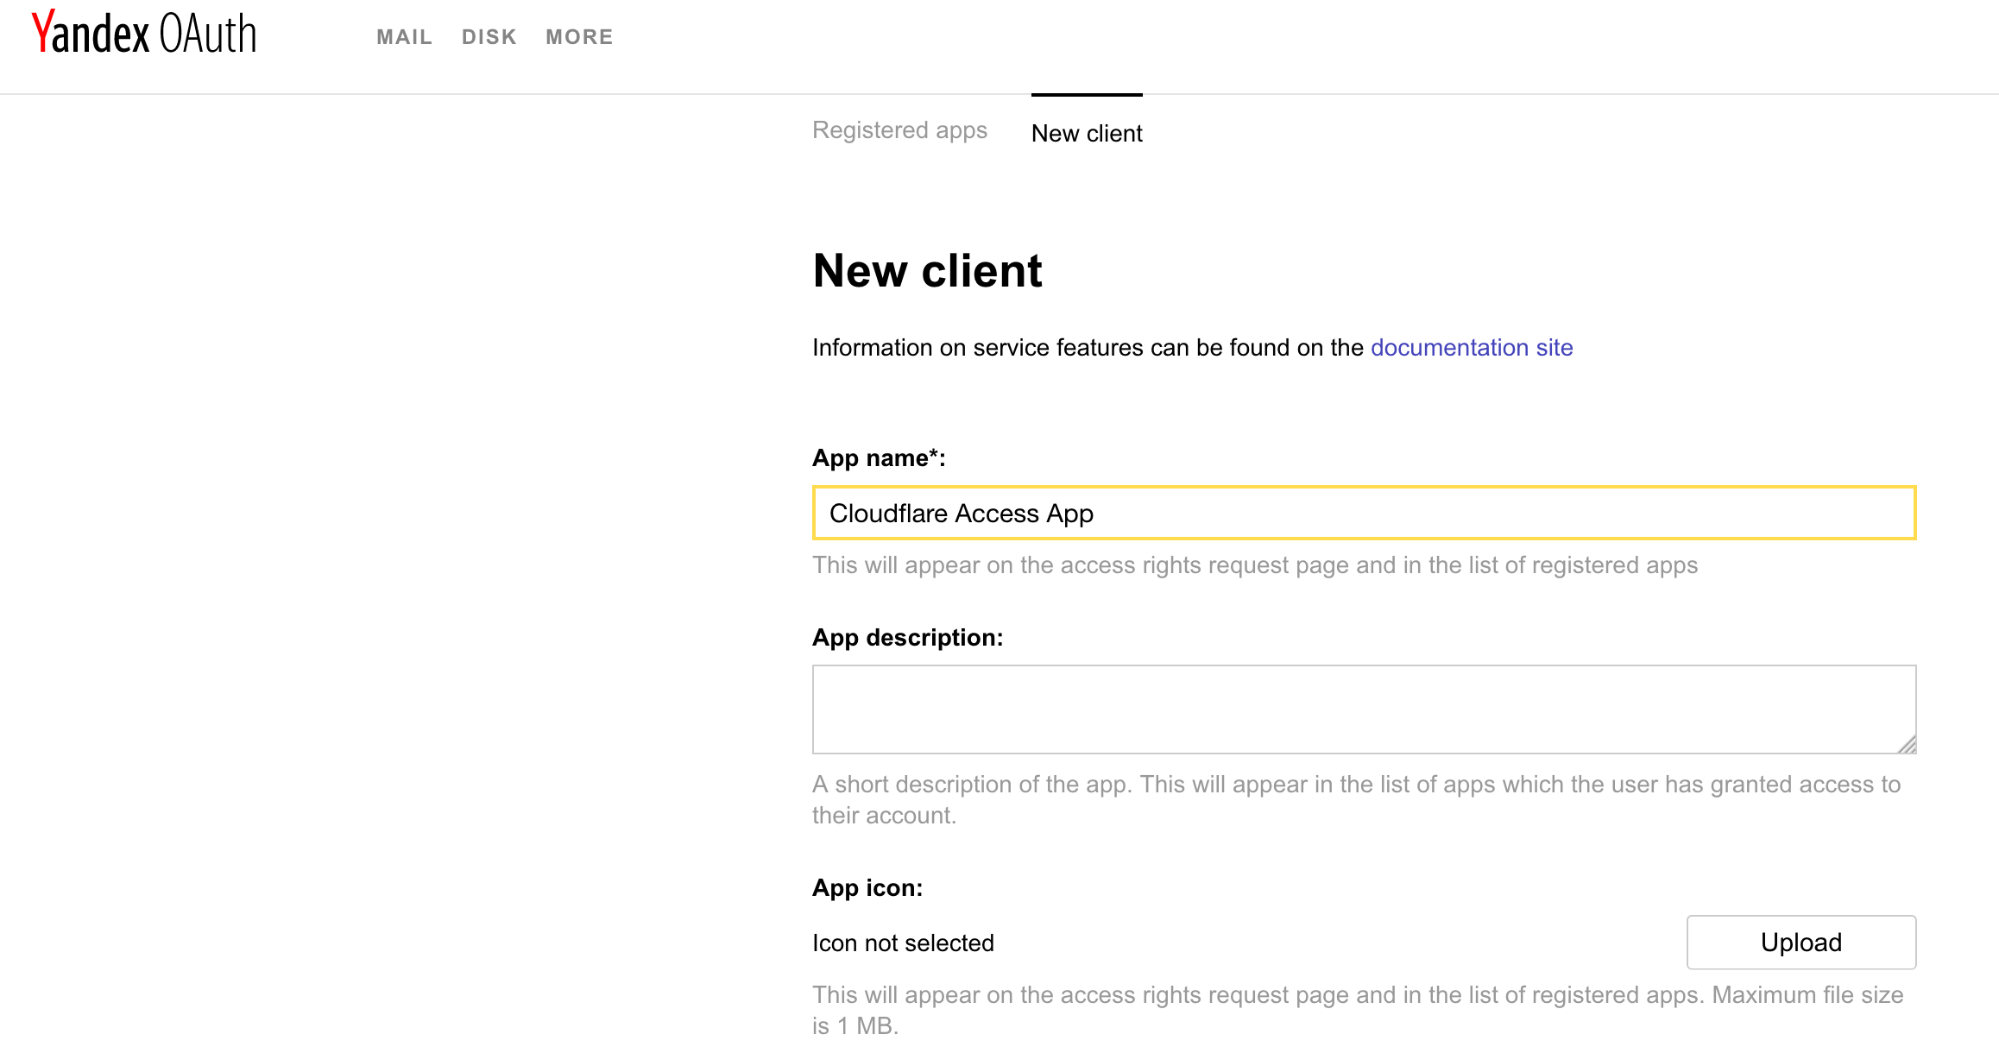 Yandex OAuth
MAIL DISK MORE
Registered apps New client
New client
Information on service features can be found on the documentation site
App name*:
Cloudflare Access App
This will appear on the access rights request page and in the list of registered apps
App description:
A short description of the app. This will appear in the list of apps which the user has granted access to
their account.
App icon:
Icon not selected
Upload
This will appear on the access rights request page and in the list of registered apps. Maximum file size
is 1 MB.